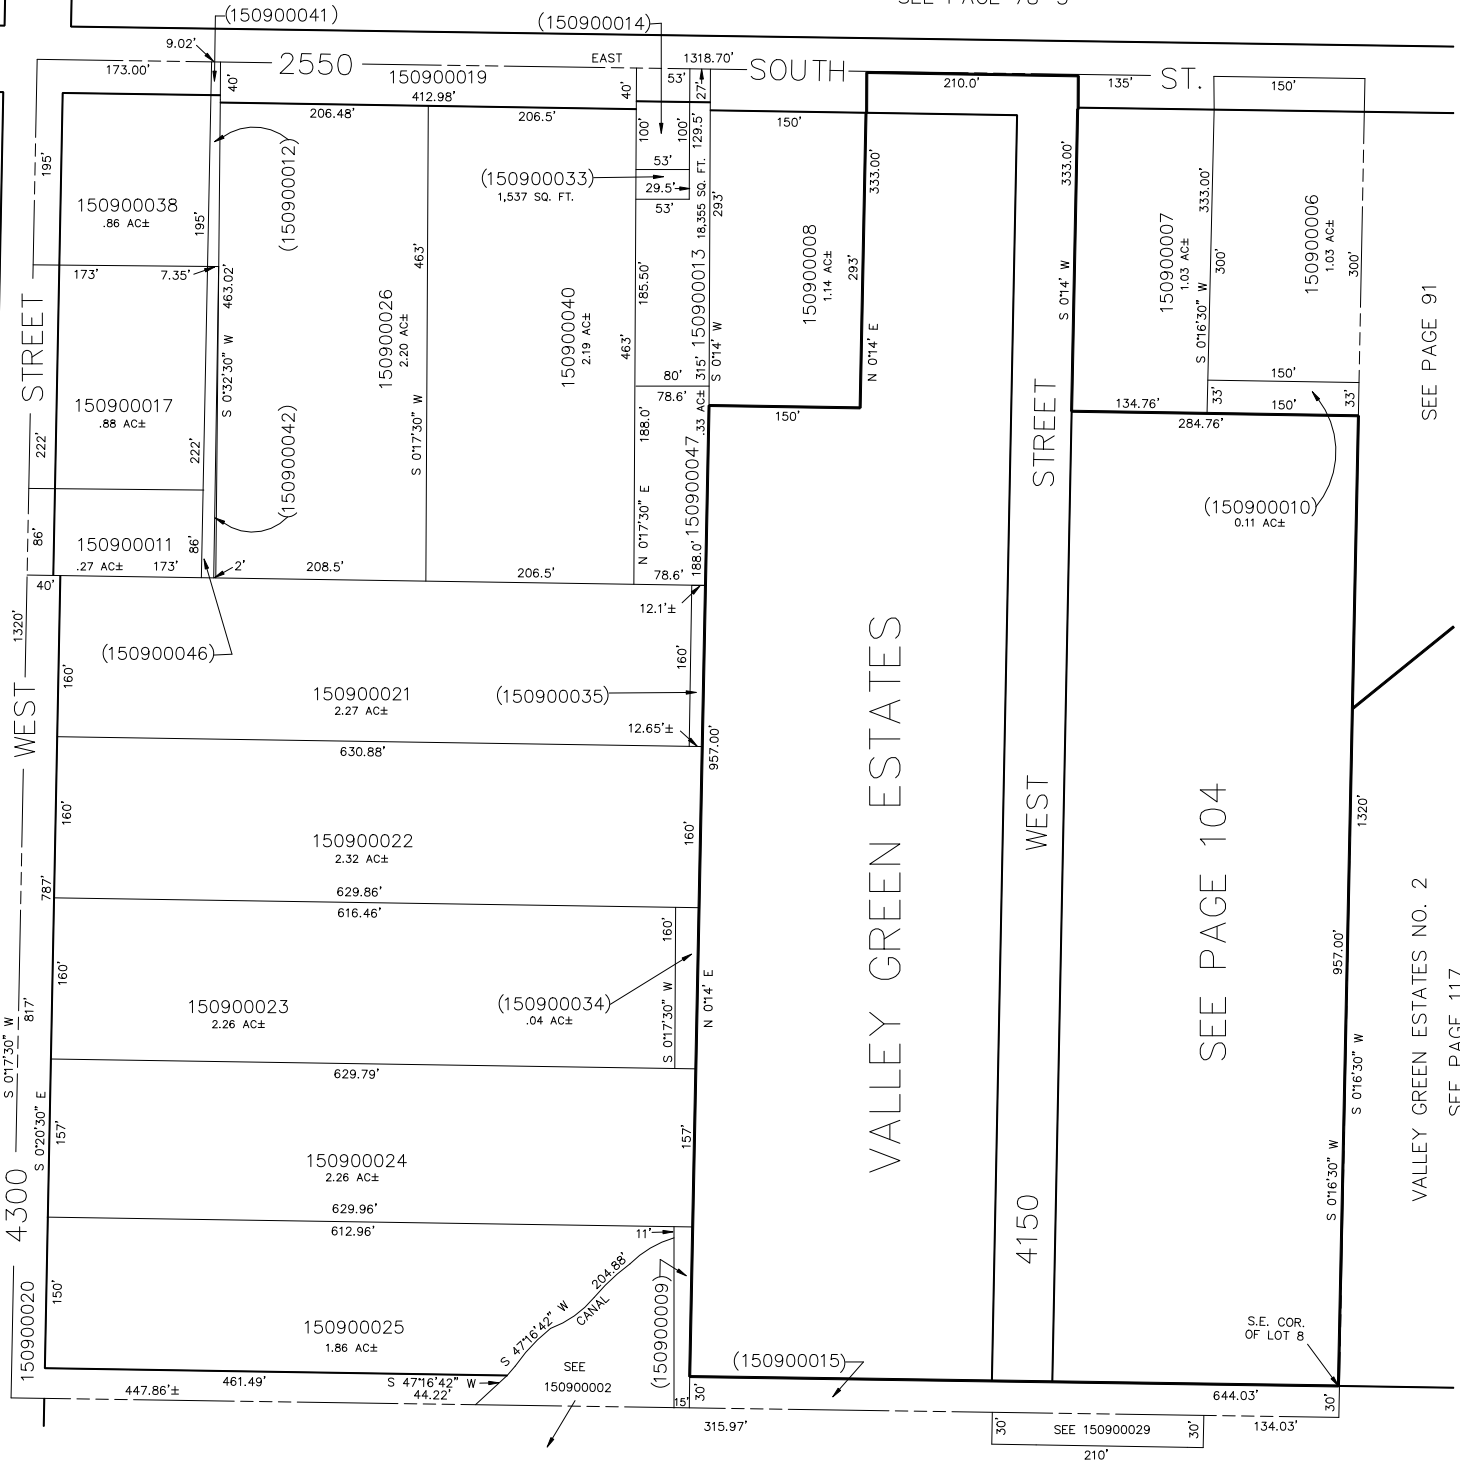 (150900041)
(150900014)
9.02'
173.00'
40'
2550
EAST
1318.70'
SOUTH
210.0'
135'
ST.
150'
150900019
412.98'
40'
53'
27'
206.48'
206.5'
100'
100'
129.5'
150'
195'
(150900012)
53'
(150900033)
1,537 SQ. FT.
29.5'
53'
18,355 SQ. FT.
293'
333.00'
333.00'
333.00'
150900038
.86 AC±
195'
173'
7.35'
463.02'
463'
185.50'
150900013
150900008
1.14 AC±
293'
150900007
1.03 AC±
300'
150900006
1.03 AC±
300'
STREET
S 0°32'30" W
150900026
2.20 AC±
150900040
2.19 AC±
463'
315'
S 0°14' W
N 0°14' E
S 0°14' W
S 0°16'30" W
SEE PAGE 91
80'
78.6'
150'
150'
33'
33'
134.76'
150'
284.76'
150900017
.88 AC±
222'
222'
(150900042)
S 0°17'30" W
188.0'
.33 AC±
150900047
STREET
(150900010)
0.11 AC±
86'
150900011
.27 AC±
173'
86'
2'
208.5'
206.5'
N 0°17'30" E
78.6'
188.0'
40'
1320'
12.1'±
(150900046)
160'
160'
150900021
2.27 AC±
(150900035)
12.65'±
WEST
630.88'
957.00'
VALLEY GREEN ESTATES
160'
150900022
2.32 AC±
160'
WEST
SEE PAGE 104
1320'
787'
629.86'
616.46'
160'
VALLEY GREEN ESTATES NO. 2
SEE PAGE 117
957.00'
160'
150900023
2.26 AC±
(150900034)
.04 AC±
S 0°17'30" W
N 0°14' E
817'
S 0°17'30" W
S 0°16'30" W
629.79'
S 0°20'30" E
157'
157'
150900024
2.26 AC±
S 0°16'30" W
4300
629.96'
612.96'
11'
4150
150900020
150'
204.88'
S 47°16'42" W
CANAL
(150900009)
150900025
1.86 AC±
S.E. COR.
OF LOT 8
SEE
150900002
(150900015)
461.49'
S 47°16'42" W
447.86'±
44.22'
15'
30'
644.03'
30'
315.97'
30'
SEE 150900029
30'
134.03'
210'